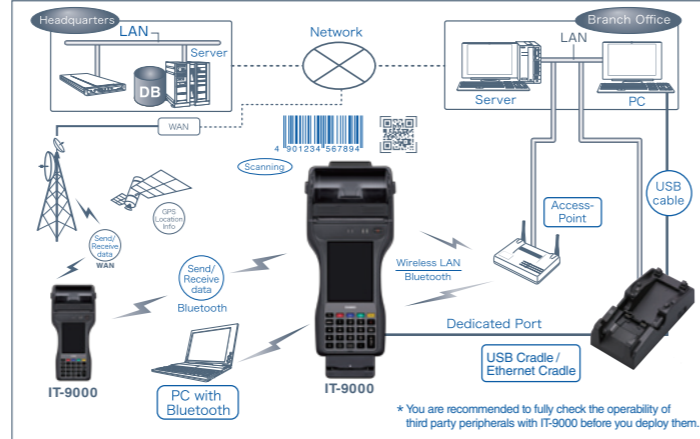 Headquarters
LAN
Server
DB
Network
Branch Office
LAN
Server
PC
WAN
4 901234 567894
Scanning
GPS
Location
Info
Send/
Receive
data
WAN
Send/
Receive
data
Bluetooth
Wireless LAN
Bluetooth
Access-
Point
USB
cable
Dedicated Port
USB Cradle /
Ethernet Cradle
IT-9000
PC with
Bluetooth
IT-9000
* You are recommended to fully check the operability of
third party peripherals with IT-9000 before you deploy them.